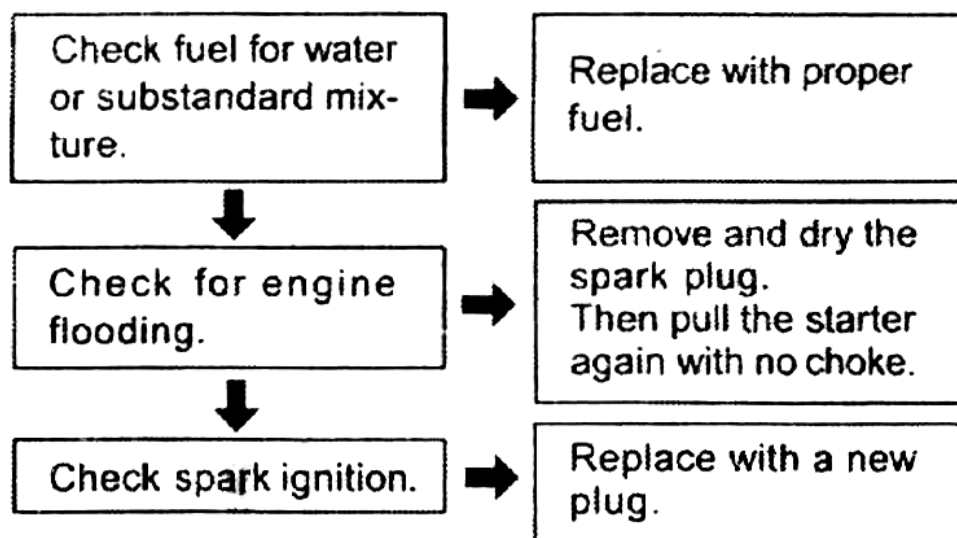 Check fuel for water
or substandard mix-
ture.
Replace with proper
fuel.
Check for engine
flooding.
Remove and dry the
spark plug.
Then pull the starter
again with no choke.
Check spark ignition.
Replace with a new
plug.